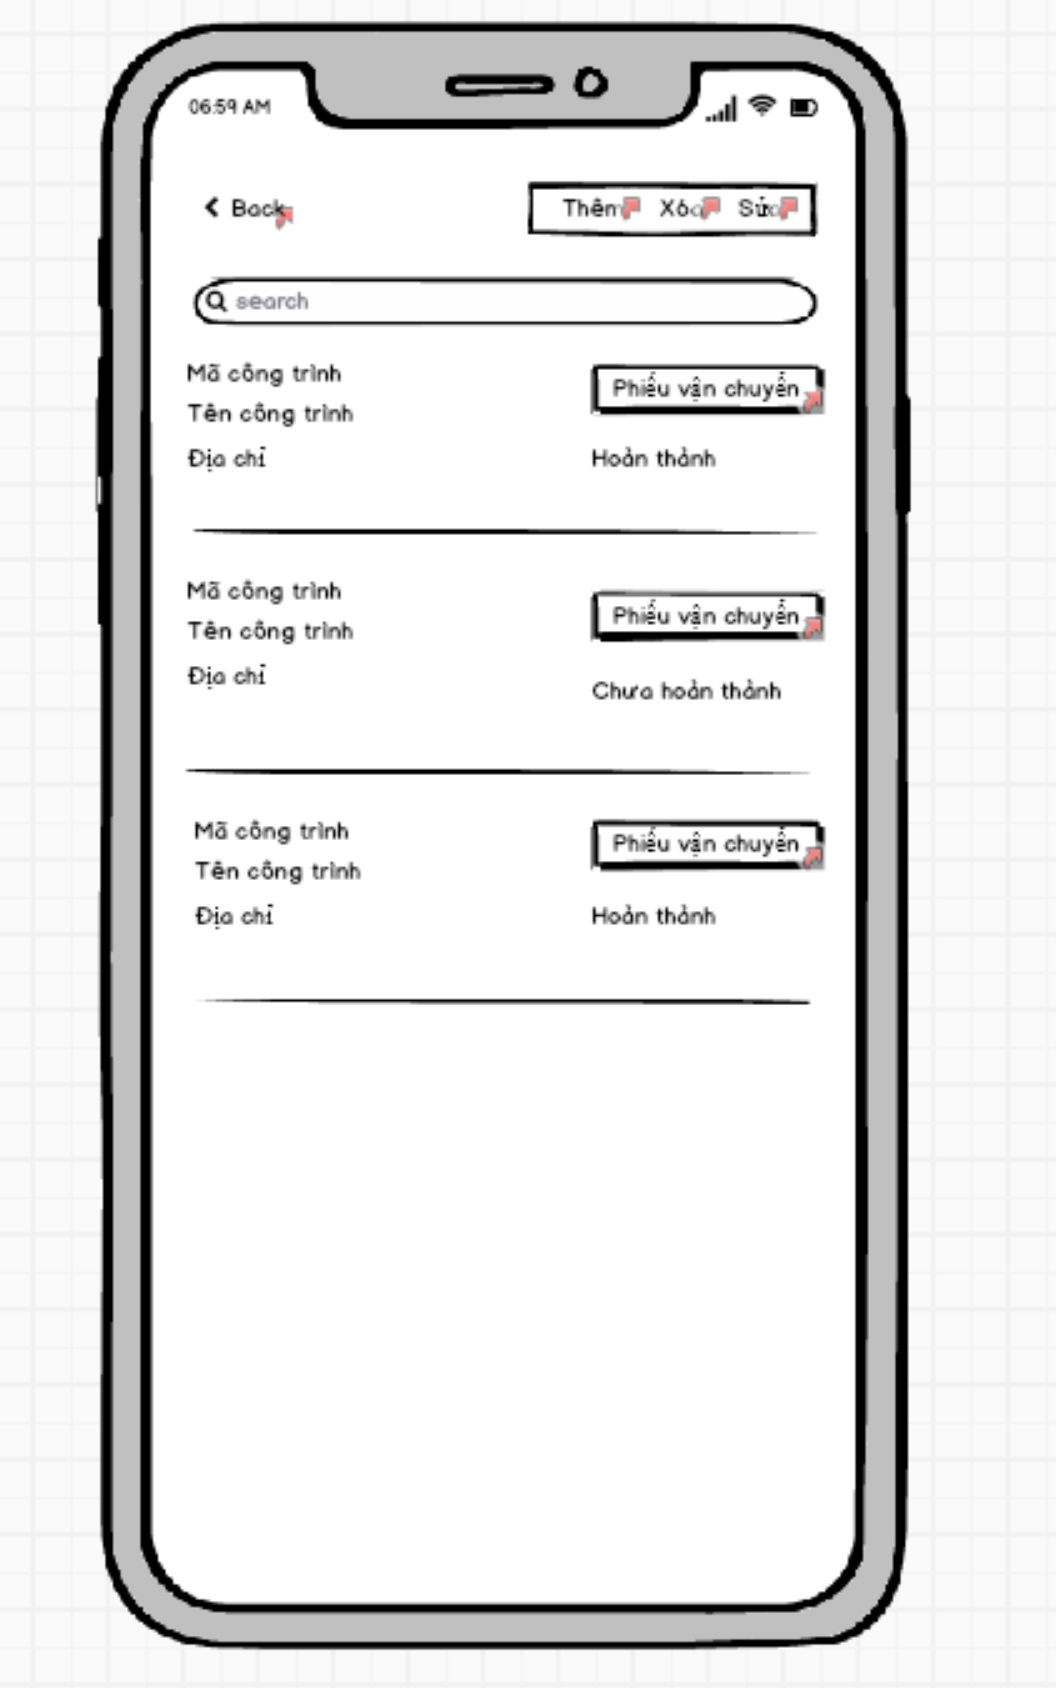 06:59 AM
Back
Thêm Xóa Sửa
search
Mã công trình
Phiếu vận chuyển
Tên công trình
Địa chỉ
Hoàn thành
Mã công trình
Phiếu vận chuyển
Tên công trình
Địa chỉ
Chưa hoàn thành
Mã công trình
Phiếu vận chuyển
Tên công trình
Địa chỉ
Hoàn thành